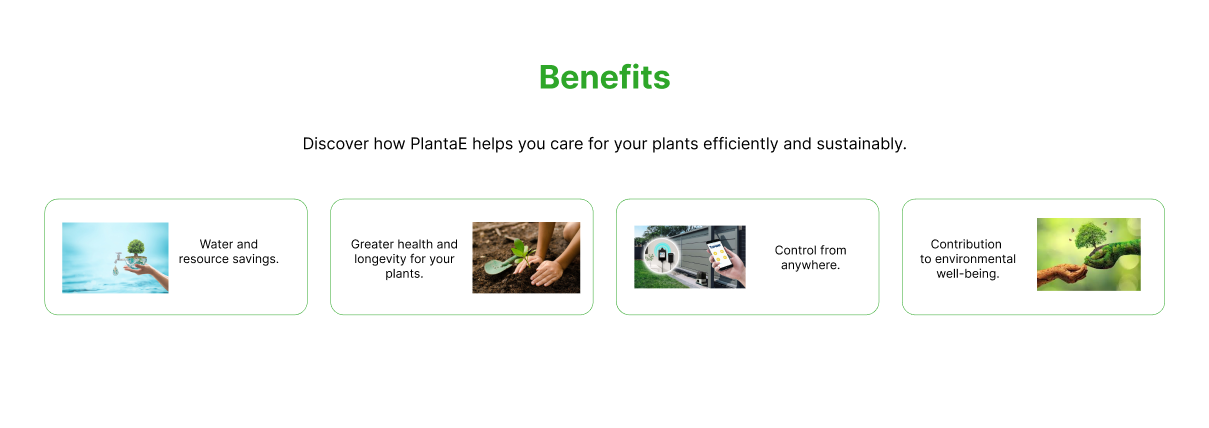 Benefits
Discover how PlantaE helps you care for your plants efficiently and sustainably.
Water and
resource savings.
Greater health and
longevity for your
plants.
Control from
anywhere.
Contribution
to environmental
well-being.